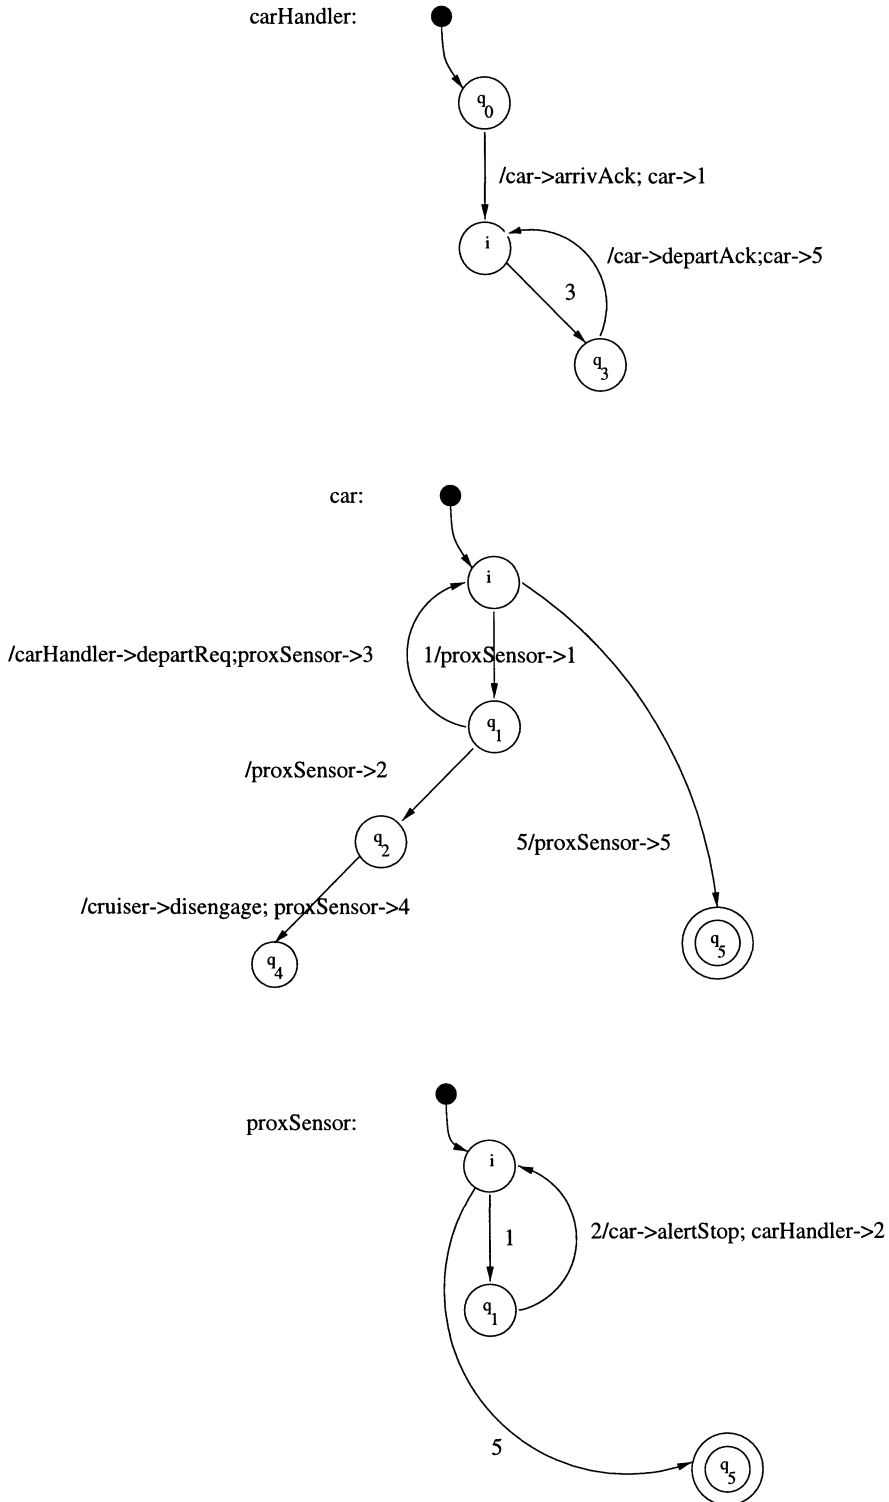 carHandler:
q0
/car->arrivAck; car->1
i
/car->departAck;car->5
3
q3
car:
i
/carHandler->departReq;proxSensor->3
1/proxSensor->1
q1
/proxSensor->2
q2
5/proxSensor->5
/cruiser->disengage; proxSensor->4
q4
q5
proxSensor:
i
1
2/car->alertStop; carHandler->2
q1
5
q5